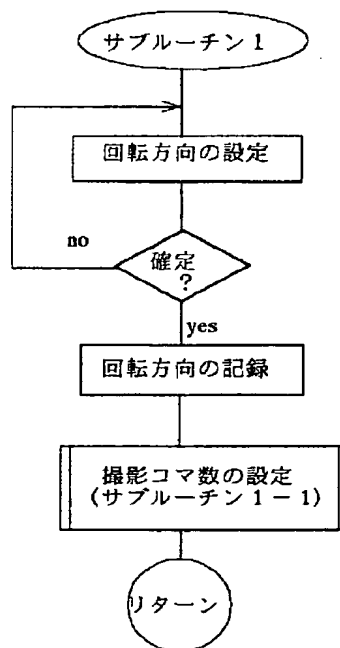 サブルーチン1
回転方向の設定
no
確定
?
yes
回転方向の記録
撮影コマ数の設定
(サブルーチン1－1)
リターン